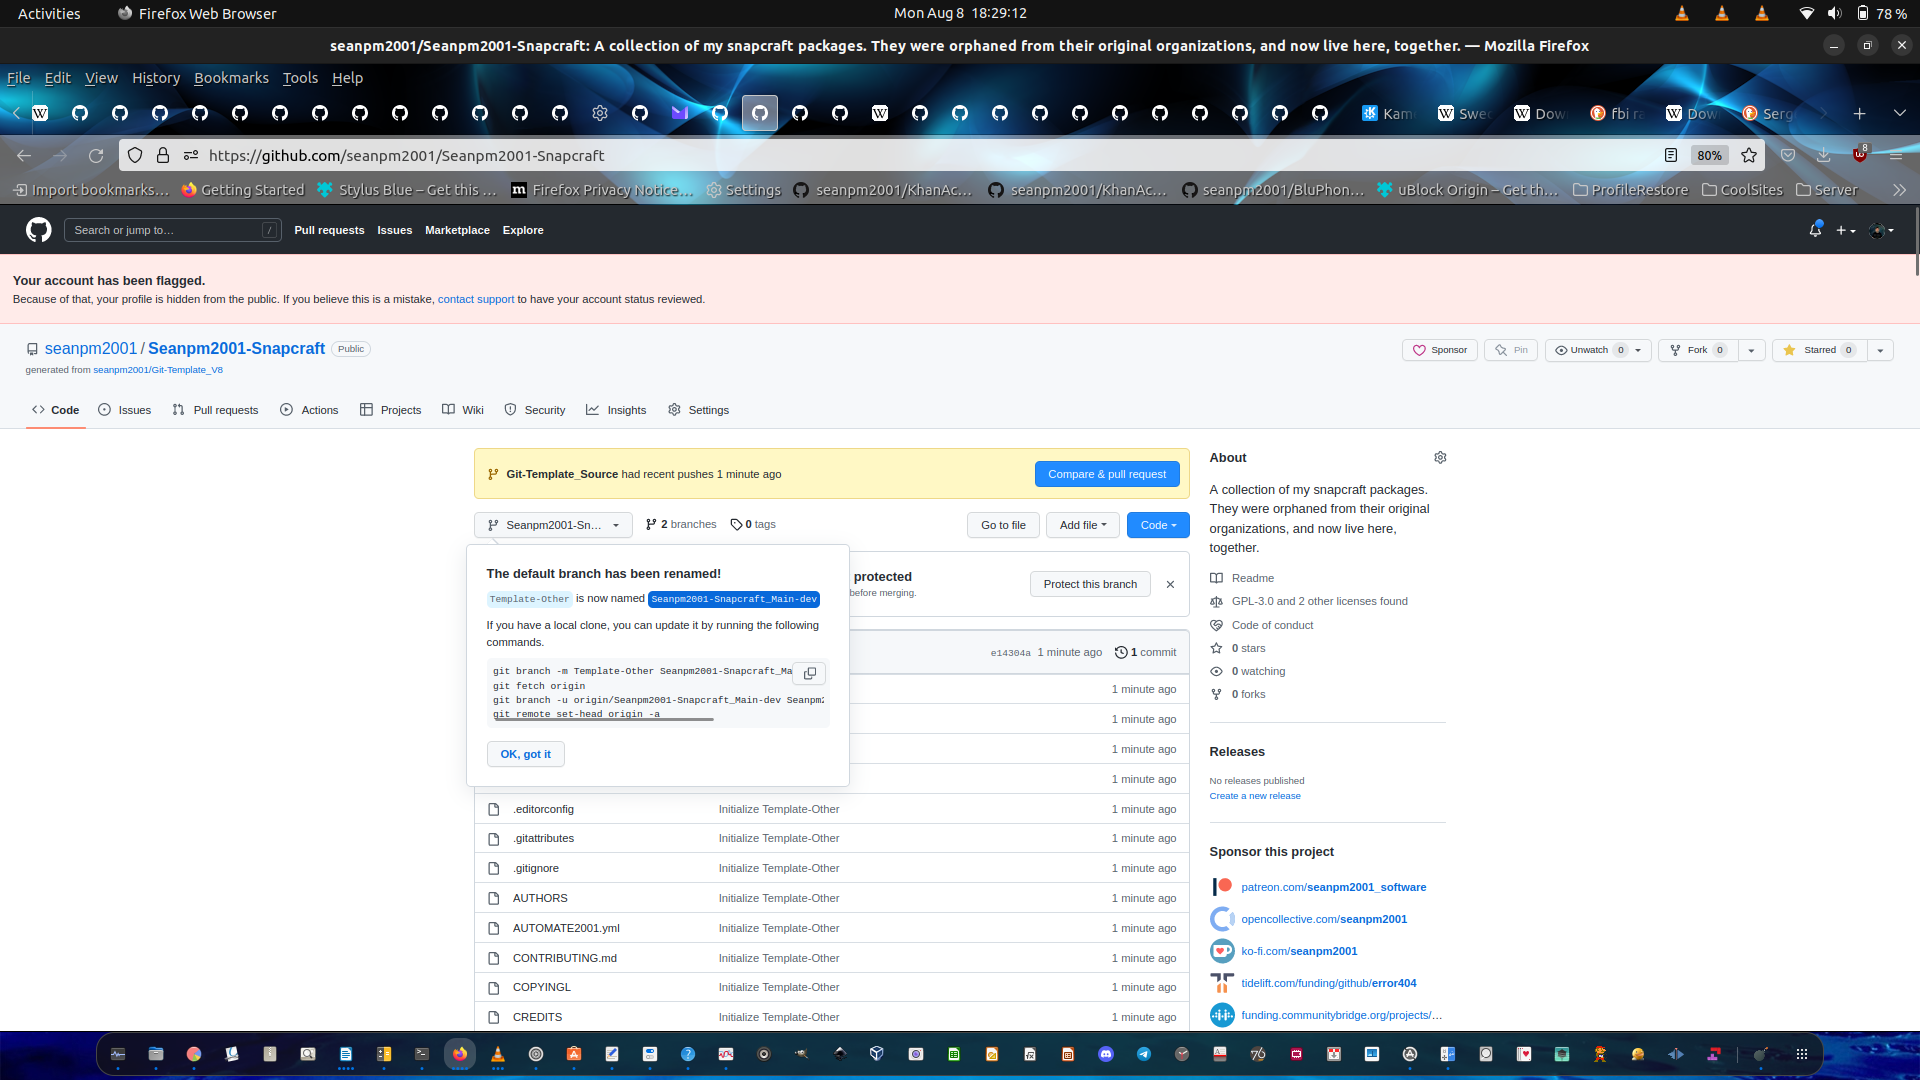 Activities
Firefox Web Browser
Mon Aug 8 18:29:12
78 %
seanpm2001/Seanpm2001-Snapcraft: A collection of my snapcraft packages. They were orphaned from their original organizations, and now live here, together. — Mozilla Firefox
File Edit View History Bookmarks Tools Help
Kame
Swed
Dow
fbi ra
Dow
Serg
https://github.com/seanpm2001/Seanpm2001-Snapcraft
80%
8
Import bookmarks…
Getting Started
Stylus Blue – Get this …
Firefox Privacy Notice…
Settings
seanpm2001/KhanAc…
seanpm2001/KhanAc…
seanpm2001/BluPhon…
uBlock Origin – Get th…
ProfileRestore
CoolSites
Server
Search or jump to…
/
Pull requests
Issues
Marketplace
Explore
Your account has been flagged.
Because of that, your profile is hidden from the public. If you believe this is a mistake, contact support to have your account status reviewed.
seanpm2001 / Seanpm2001-Snapcraft
Public
Sponsor
Pin
Unwatch 0
Fork 0
Starred 0
generated from seanpm2001/Git-Template_V8
Code
Issues
Pull requests
Actions
Projects
Wiki
Security
Insights
Settings
Git-Template_Source had recent pushes 1 minute ago
Compare & pull request
Seanpm2001-Sn…
2 branches
0 tags
Go to file
Add file
Code
The default branch has been renamed!
Template-Other is now named Seanpm2001-Snapcraft_Main-dev
If you have a local clone, you can update it by running the following
commands.
git branch -m Template-Other Seanpm2001-Snapcraft_Ma
git fetch origin
git branch -u origin/Seanpm2001-Snapcraft_Main-dev Seanpm2
git remote set-head origin -a
OK, got it
protected
before merging.
Protect this branch
e14304a 1 minute ago
1 commit
1 minute ago
1 minute ago
1 minute ago
1 minute ago
.editorconfig Initialize Template-Other 1 minute ago
.gitattributes Initialize Template-Other 1 minute ago
.gitignore Initialize Template-Other 1 minute ago
AUTHORS Initialize Template-Other 1 minute ago
AUTOMATE2001.yml Initialize Template-Other 1 minute ago
CONTRIBUTING.md Initialize Template-Other 1 minute ago
COPYINGL Initialize Template-Other 1 minute ago
CREDITS Initialize Template-Other 1 minute ago
About
A collection of my snapcraft packages.
They were orphaned from their original
organizations, and now live here,
together.
Readme
GPL-3.0 and 2 other licenses found
Code of conduct
0 stars
0 watching
0 forks
Releases
No releases published
Create a new release
Sponsor this project
patreon.com/seanpm2001_software
opencollective.com/seanpm2001
ko-fi.com/seanpm2001
tidelift.com/funding/github/error404
funding.communitybridge.org/projects/…